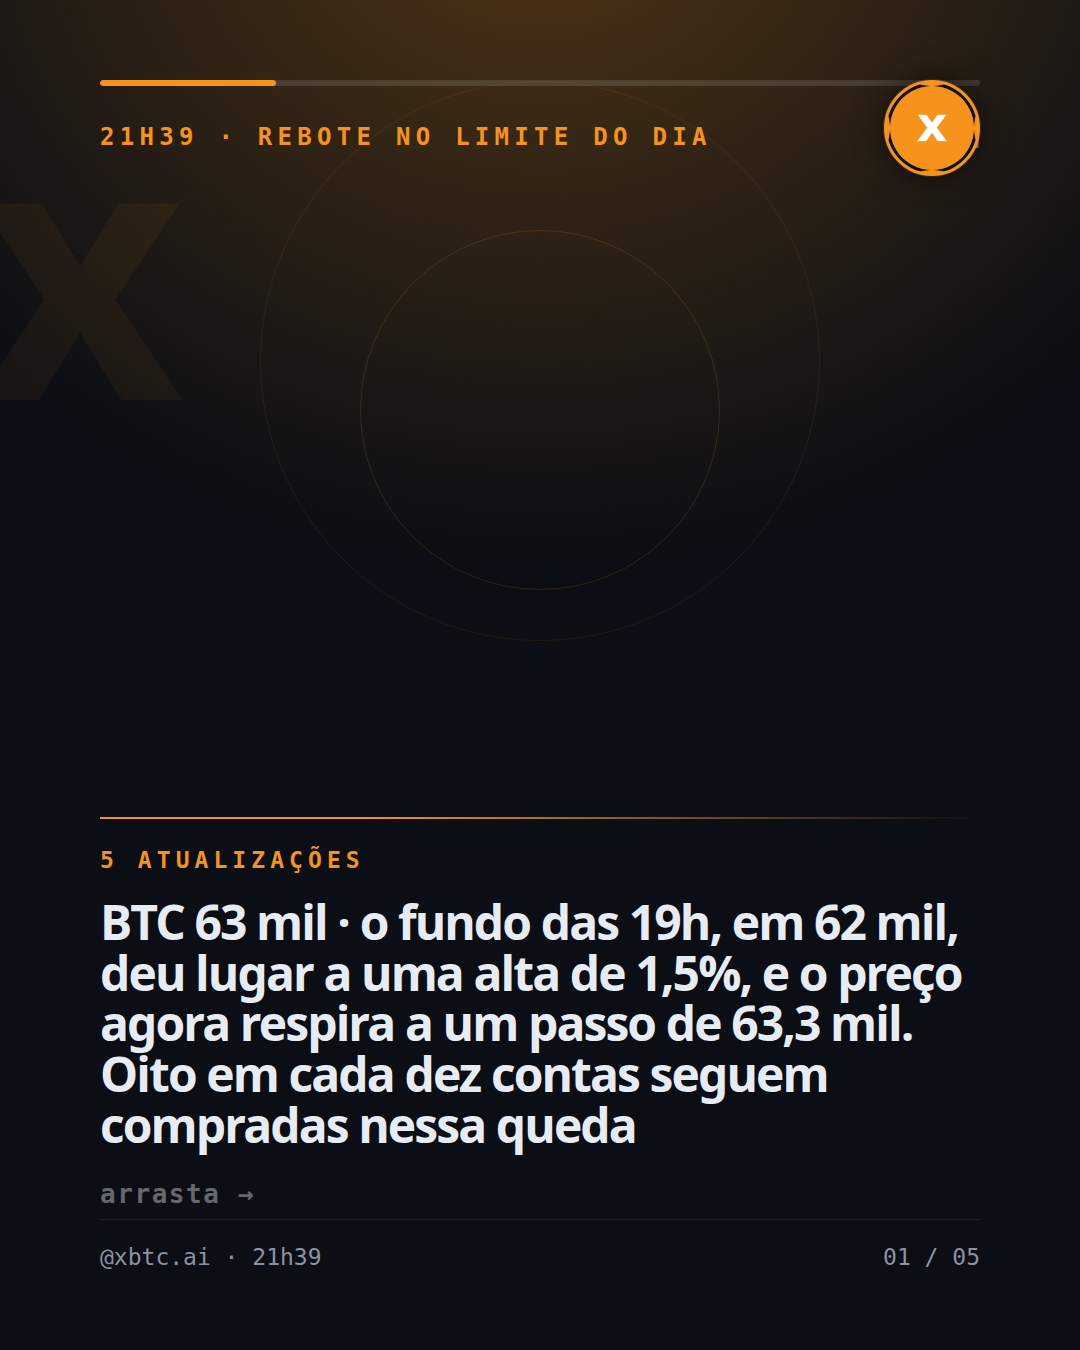 21H39 · REBOTE NO LIMITE DO DIA
x
x
5 ATUALIZAÇÕES
BTC 63 mil · o fundo das 19h, em 62 mil,
deu lugar a uma alta de 1,5%, e o preço
agora respira a um passo de 63,3 mil.
Oito em cada dez contas seguem
compradas nessa queda
arrasta →
@xbtc.ai · 21h39
01 / 05